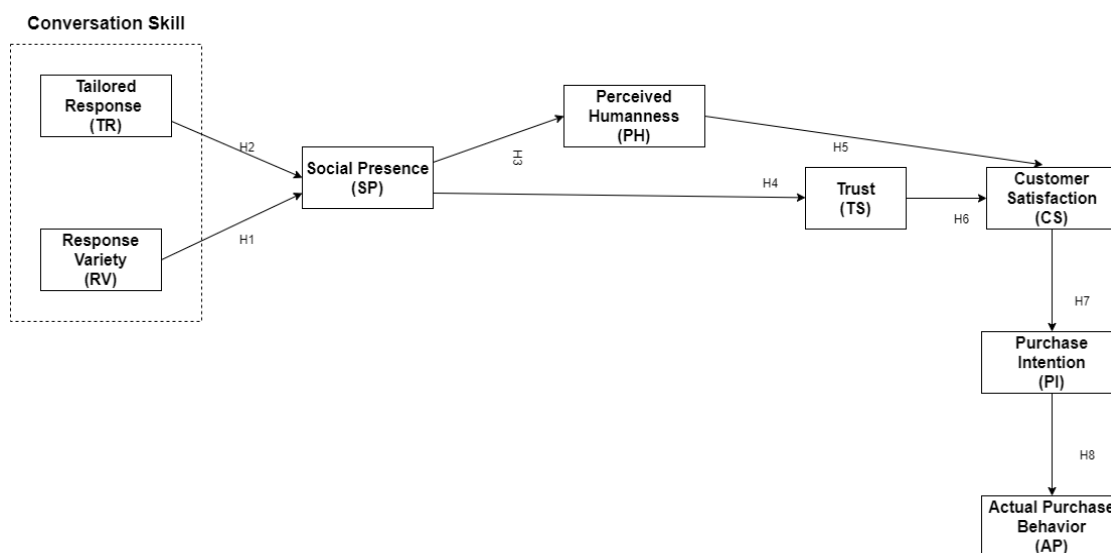 Conversation Skill
Tailored
Response
(TR)
H2
Response
Variety
(RV)
H1
Social Presence
(SP)
H3
Perceived
Humanness
(PH)
H5
H4
Trust
(TS)
H6
Customer
Satisfaction
(CS)
H7
Purchase
Intention
(PI)
H8
Actual Purchase
Behavior
(AP)